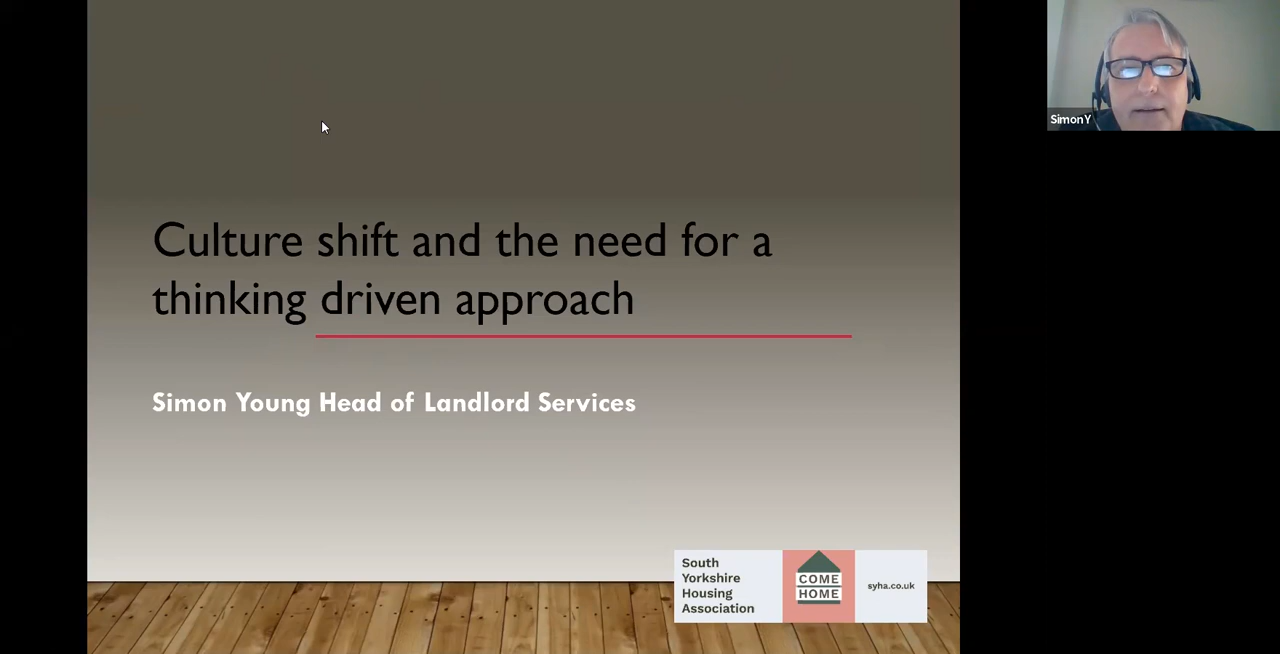 Culture shift and the need for a
thinking driven approach
Simon Young Head of Landlord Services
South
Yorkshire
Housing
Association
COME
HOME
syha.co.uk
Simon Y